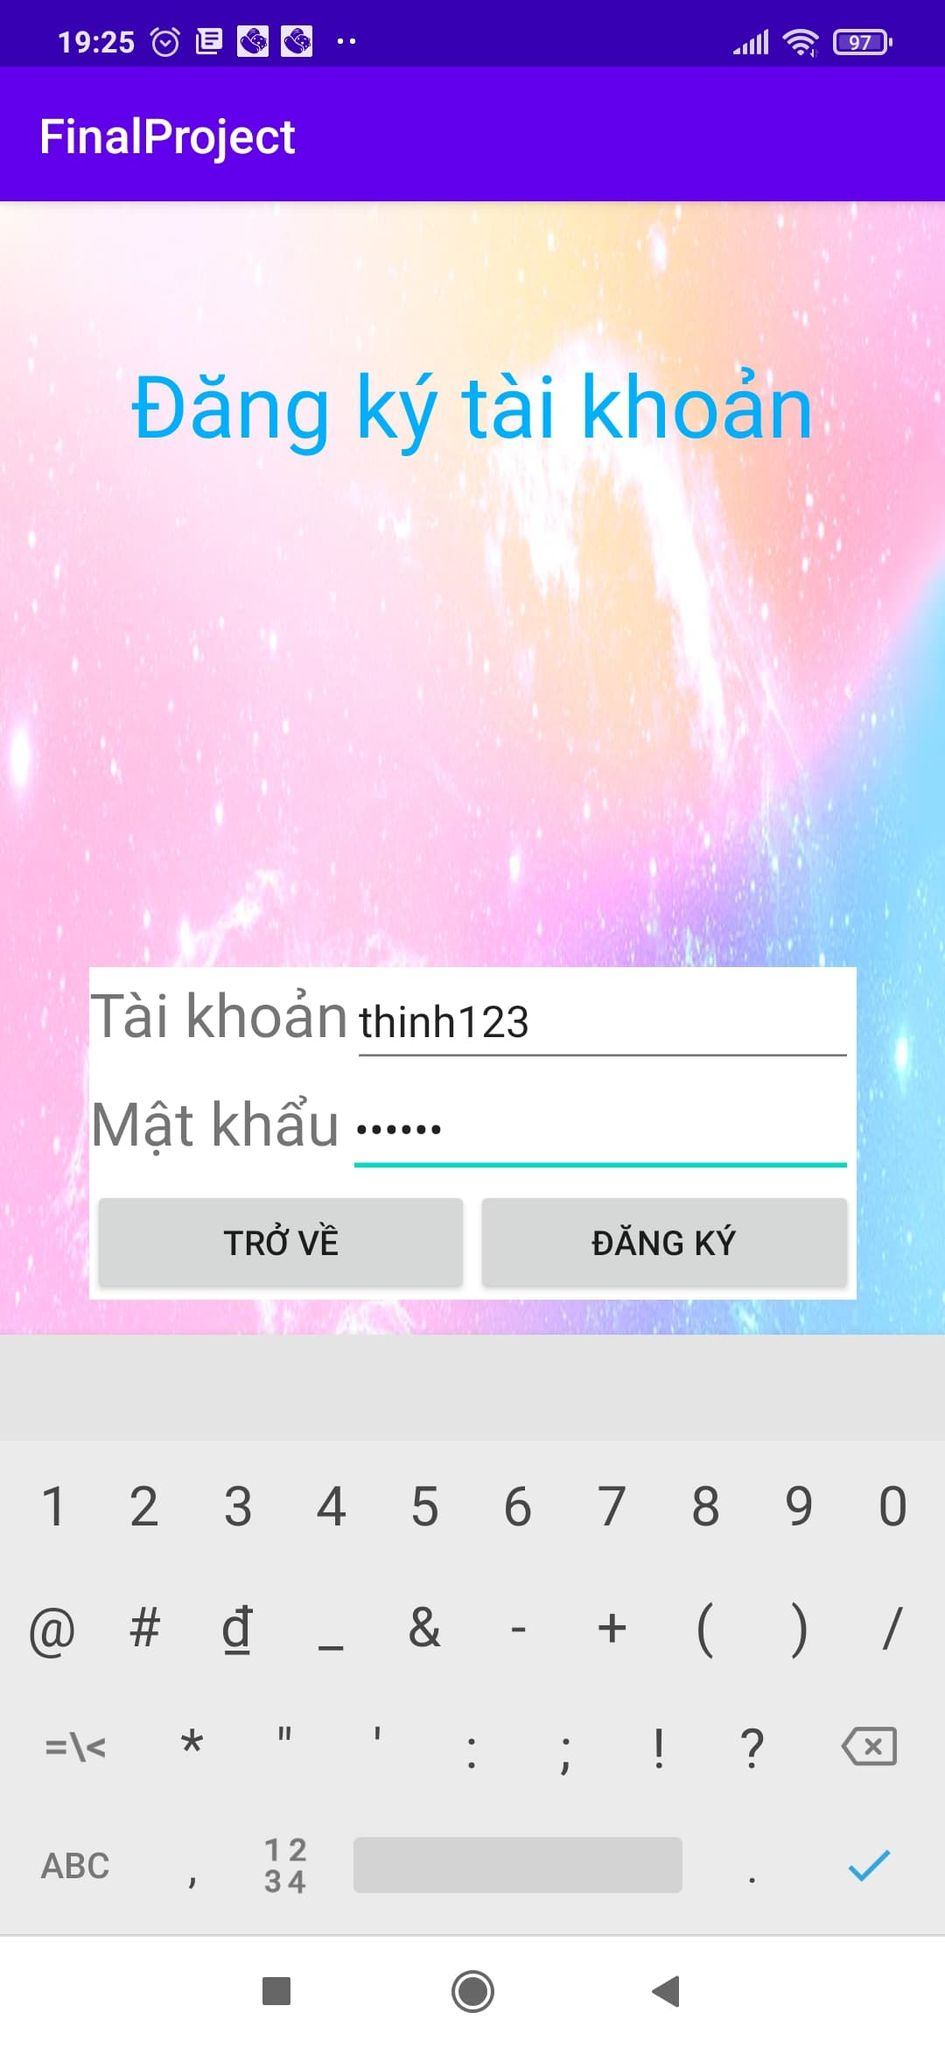 19:25
97
FinalProject
Đăng ký tài khoản
Tài khoản thinh123
Mật khẩu ••••••
TRỞ VỀ ĐĂNG KÝ
1 2 3 4 5 6 7 8 9 0
@ # ₫ _ & - + ( ) /
=\< * " ' : ; ! ?
ABC , 12 34 .